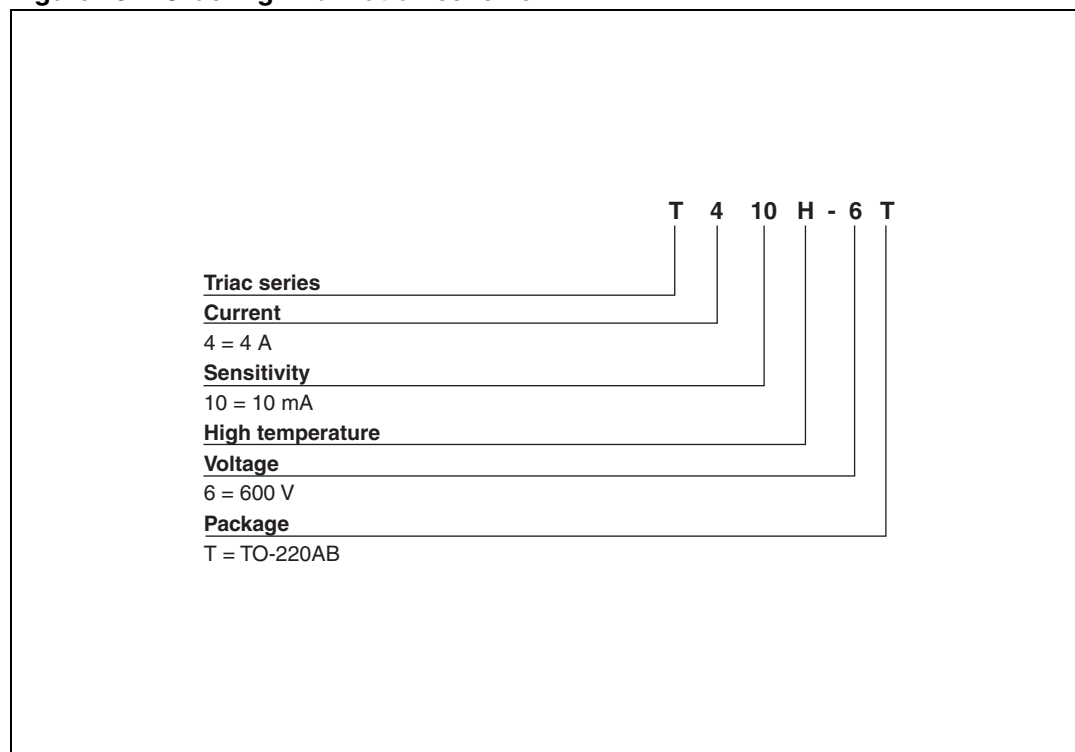 T 4 10 H - 6 T
Triac series
Current
4 = 4 A
Sensitivity
10 = 10 mA
High temperature
Voltage
6 = 600 V
Package
T = TO-220AB